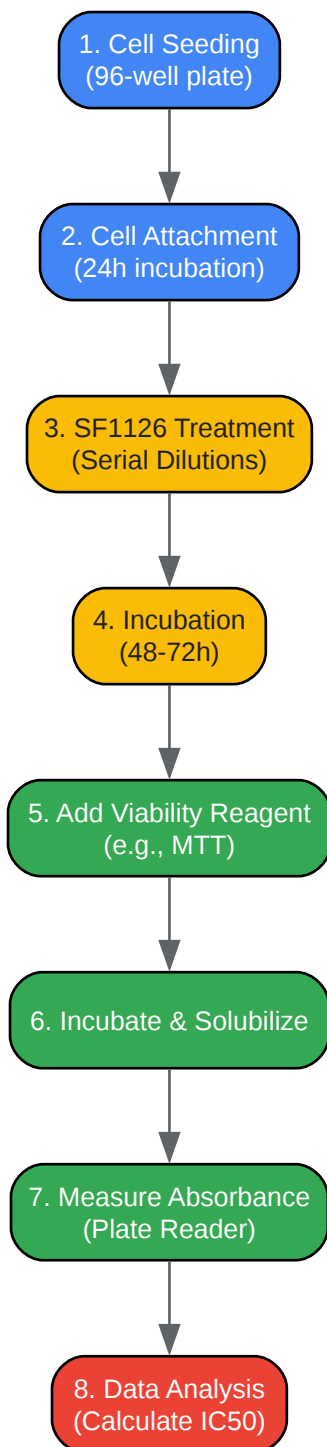 1. Cell Seeding
(96-well plate)
2. Cell Attachment
(24h incubation)
3. SF1126 Treatment
(Serial Dilutions)
4. Incubation
(48-72h)
5. Add Viability Reagent
(e.g., MTT)
6. Incubate & Solubilize
7. Measure Absorbance
(Plate Reader)
8. Data Analysis
(Calculate IC50)